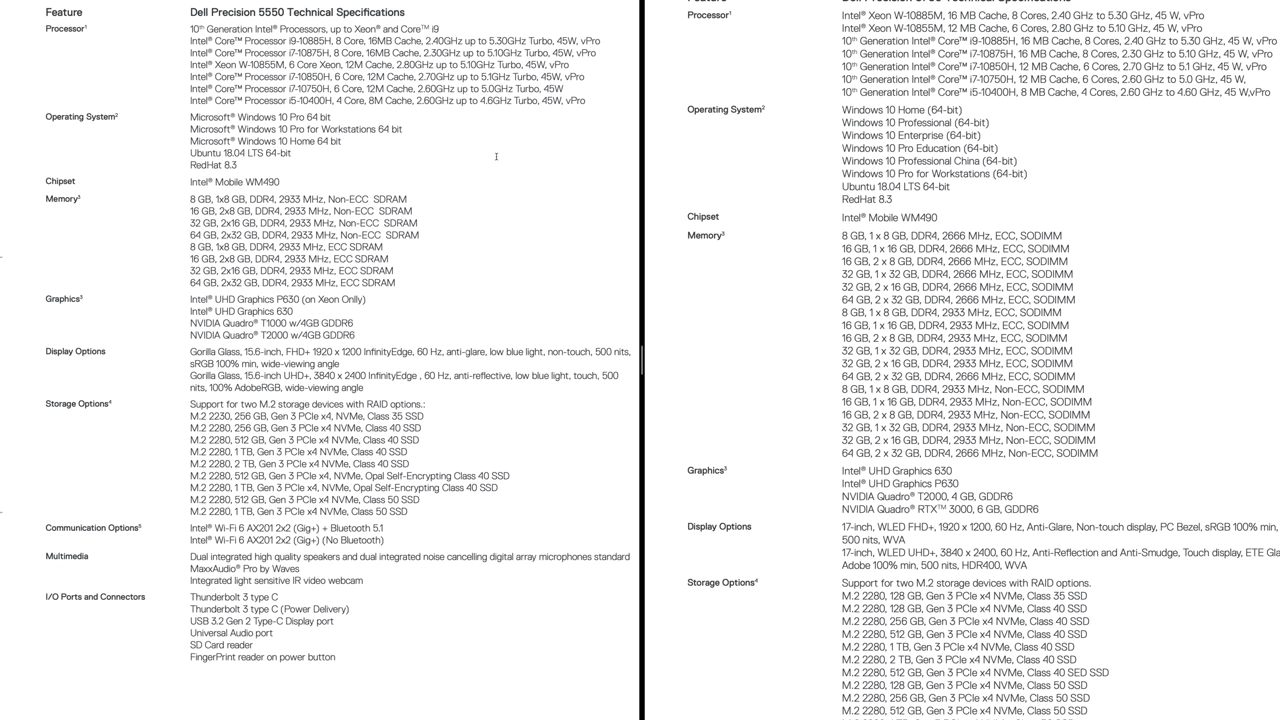 Feature Dell Precision 5550 Technical Specifications
Processor¹ 10th Generation Intel® Processors, up to Xeon® and Core™ i9
Intel® Core™ Processor i9-10885H, 8 Core, 16MB Cache, 2.40GHz up to 5.30GHz Turbo, 45W, vPro
Intel® Core™ Processor i7-10875H, 8 Core, 16MB Cache, 2.30GHz up to 5.10GHz Turbo, 45W, vPro
Intel® Xeon W-10855M, 6 Core Xeon, 12M Cache, 2.80GHz up to 5.10GHz Turbo, 45W, vPro
Intel® Core™ Processor i7-10850H, 6 Core, 12M Cache, 2.70GHz up to 5.1GHz Turbo, 45W, vPro
Intel® Core™ Processor i7-10750H, 6 Core, 12M Cache, 2.60GHz up to 5.0GHz Turbo, 45W
Intel® Core™ Processor i5-10400H, 4 Core, 8M Cache, 2.60GHz up to 4.6GHz Turbo, 45W, vPro
Operating System² Microsoft® Windows 10 Pro 64 bit
Microsoft® Windows 10 Pro for Workstations 64 bit
Microsoft® Windows 10 Home 64 bit
Ubuntu 18.04 LTS 64-bit
RedHat 8.3
Chipset Intel® Mobile WM490
Memory³ 8 GB, 1x8 GB, DDR4, 2933 MHz, Non-ECC SDRAM
16 GB, 2x8 GB, DDR4, 2933 MHz, Non-ECC SDRAM
32 GB, 2x16 GB, DDR4, 2933 MHz, Non-ECC SDRAM
64 GB, 2x32 GB, DDR4, 2933 MHz, Non-ECC SDRAM
8 GB, 1x8 GB, DDR4, 2933 MHz, ECC SDRAM
16 GB, 2x8 GB, DDR4, 2933 MHz, ECC SDRAM
32 GB, 2x16 GB, DDR4, 2933 MHz, ECC SDRAM
64 GB, 2x32 GB, DDR4, 2933 MHz, ECC SDRAM
Graphics³ Intel® UHD Graphics P630 (on Xeon Onlly)
Intel® UHD Graphics 630
NVIDIA Quadro® T1000 w/4GB GDDR6
NVIDIA Quadro® T2000 w/4GB GDDR6
Display Options Gorilla Glass, 15.6-inch, FHD+ 1920 x 1200 InfinityEdge, 60 Hz, anti-glare, low blue light, non-touch, 500 nits,
sRGB 100% min, wide-viewing angle
Gorilla Glass, 15.6-inch UHD+, 3840 x 2400 InfinityEdge , 60 Hz, anti-reflective, low blue light, touch, 500
nits, 100% AdobeRGB, wide-viewing angle
Storage Options⁴ Support for two M.2 storage devices with RAID options.:
M.2 2230, 256 GB, Gen 3 PCIe x4, NVMe, Class 35 SSD
M.2 2280, 256 GB, Gen 3 PCIe x4 NVMe, Class 40 SSD
M.2 2280, 512 GB, Gen 3 PCIe x4 NVMe, Class 40 SSD
M.2 2280, 1 TB, Gen 3 PCIe x4 NVMe, Class 40 SSD
M.2 2280, 2 TB, Gen 3 PCIe x4 NVMe, Class 40 SSD
M.2 2280, 512 GB, Gen 3 PCIe x4, NVMe, Opal Self-Encrypting Class 40 SSD
M.2 2280, 1 TB, Gen 3 PCIe x4 NVMe, Opal Self-Encrypting Class 40 SSD
M.2 2280, 512 GB, Gen 3 PCIe x4 NVMe, Class 50 SSD
M.2 2280, 1 TB, Gen 3 PCIe x4 NVMe, Class 50 SSD
Communication Options⁵ Intel® Wi-Fi 6 AX201 2x2 (Gig+) + Bluetooth 5.1
Intel® Wi-Fi 6 AX201 2x2 (Gig+) (No Bluetooth)
Multimedia Dual integrated high quality speakers and dual integrated noise cancelling digital array microphones standard
MaxxAudio® Pro by Waves
Integrated light sensitive IR video webcam
I/O Ports and Connectors Thunderbolt 3 type C
Thunderbolt 3 type C (Power Delivery)
USB 3.2 Gen 2 Type-C Display port
Universal Audio port
SD Card reader
FingerPrint reader on power button
Processor¹ Intel® Xeon W-10885M, 16 MB Cache, 8 Cores, 2.40 GHz to 5.30 GHz, 45 W, vPro
Intel® Xeon W-10855M, 12 MB Cache, 6 Cores, 2.80 GHz to 5.10 GHz, 45 W, vPro
10th Generation Intel® Core™ i9-10885H, 16 MB Cache, 8 Cores, 2.40 GHz to 5.30 GHz, 45 W, vPro
10th Generation Intel® Core™ i7-10875H, 16 MB Cache, 8 Cores, 2.30 GHz to 5.10 GHz, 45 W, vPro
10th Generation Intel® Core™ i7-10850H, 12 MB Cache, 6 Cores, 2.70 GHz to 5.1 GHz, 45 W, vPro
10th Generation Intel® Core™ i7-10750H, 12 MB Cache, 6 Cores, 2.60 GHz to 5.0 GHz, 45 W,
10th Generation Intel® Core™ i5-10400H, 8 MB Cache, 4 Cores, 2.60 GHz to 4.60 GHz, 45 W,vPro
Operating System² Windows 10 Home (64-bit)
Windows 10 Professional (64-bit)
Windows 10 Enterprise (64-bit)
Windows 10 Pro Education (64-bit)
Windows 10 Professional China (64-bit)
Windows 10 Pro for Workstations (64-bit)
Ubuntu 18.04 LTS 64-bit
RedHat 8.3
Chipset Intel® Mobile WM490
Memory³ 8 GB, 1 x 8 GB, DDR4, 2666 MHz, ECC, SODIMM
16 GB, 1 x 16 GB, DDR4, 2666 MHz, ECC, SODIMM
16 GB, 2 x 8 GB, DDR4, 2666 MHz, ECC, SODIMM
32 GB, 1 x 32 GB, DDR4, 2666 MHz, ECC, SODIMM
32 GB, 2 x 16 GB, DDR4, 2666 MHz, ECC, SODIMM
64 GB, 2 x 32 GB, DDR4, 2666 MHz, ECC, SODIMM
8 GB, 1 x 8 GB, DDR4, 2933 MHz, ECC, SODIMM
16 GB, 1 x 16 GB, DDR4, 2933 MHz, ECC, SODIMM
16 GB, 2 x 8 GB, DDR4, 2933 MHz, ECC, SODIMM
32 GB, 1 x 32 GB, DDR4, 2933 MHz, ECC, SODIMM
32 GB, 2 x 16 GB, DDR4, 2933 MHz, ECC, SODIMM
64 GB, 2 x 32 GB, DDR4, 2933 MHz, ECC, SODIMM
8 GB, 1 x 8 GB, DDR4, 2933 MHz, Non-ECC, SODIMM
16 GB, 1 x 16 GB, DDR4, 2933 MHz, Non-ECC, SODIMM
16 GB, 2 x 8 GB, DDR4, 2933 MHz, Non-ECC, SODIMM
32 GB, 1 x 32 GB, DDR4, 2933 MHz, Non-ECC, SODIMM
32 GB, 2 x 16 GB, DDR4, 2933 MHz, Non-ECC, SODIMM
64 GB, 2 x 32 GB, DDR4, 2666 MHz, Non-ECC, SODIMM
Graphics³ Intel® UHD Graphics 630
Intel® UHD Graphics P630
NVIDIA Quadro® T2000, 4 GB, GDDR6
NVIDIA Quadro® RTX™ 3000, 6 GB, GDDR6
Display Options 17-inch, WLED FHD+, 1920 x 1200, 60 Hz, Anti-Glare, Non-touch display, PC Bezel, sRGB 100% min,
500 nits, WVA
17-inch, WLED UHD+, 3840 x 2400, 60 Hz, Anti-Reflection and Anti-Smudge, Touch display, ETE Gla
Adobe 100% min, 500 nits, HDR400, WVA
Storage Options⁴ Support for two M.2 storage devices with RAID options.
M.2 2280, 128 GB, Gen 3 PCIe x4 NVMe, Class 35 SSD
M.2 2280, 128 GB, Gen 3 PCIe x4 NVMe, Class 40 SSD
M.2 2280, 256 GB, Gen 3 PCIe x4 NVMe, Class 40 SSD
M.2 2280, 512 GB, Gen 3 PCIe x4 NVMe, Class 40 SSD
M.2 2280, 1 TB, Gen 3 PCIe x4 NVMe, Class 40 SSD
M.2 2280, 2 TB, Gen 3 PCIe x4 NVMe, Class 40 SSD
M.2 2280, 512 GB, Gen 3 PCIe x4 NVMe, Class 40 SED SSD
M.2 2280, 128 GB, Gen 3 PCIe x4 NVMe, Class 50 SSD
M.2 2280, 256 GB, Gen 3 PCIe x4 NVMe, Class 50 SSD
M.2 2280, 512 GB, Gen 3 PCIe x4 NVMe, Class 50 SSD